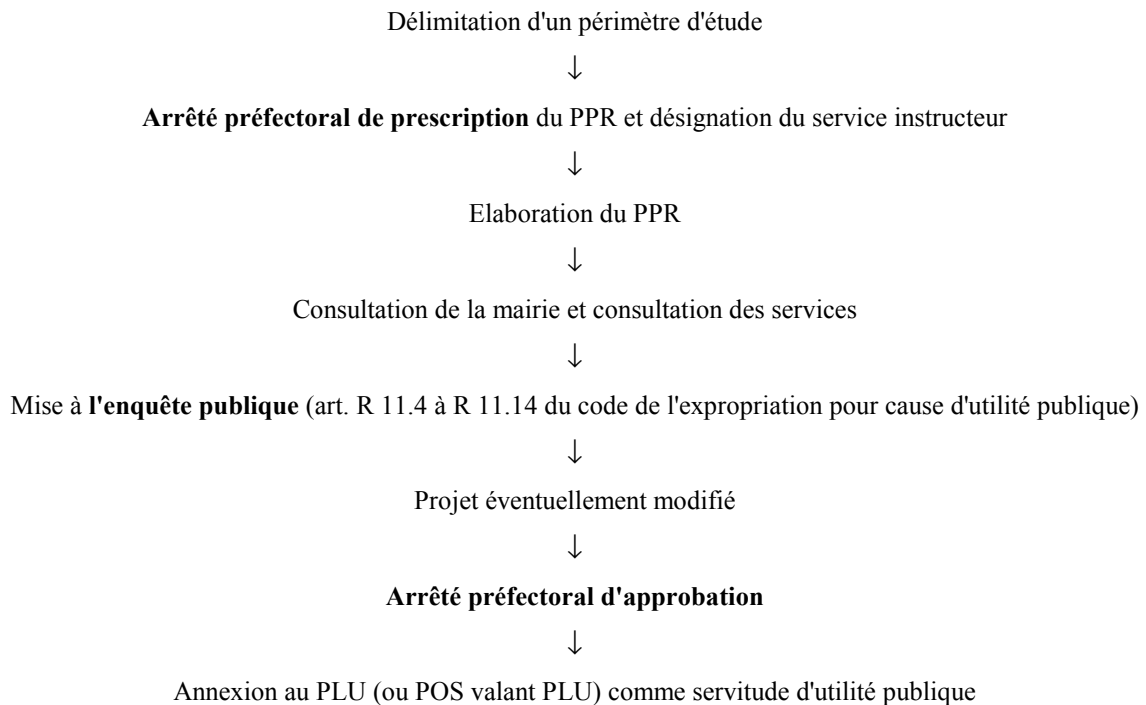 Délimitation d'un périmètre d'étude
↓
Arrêté préfectoral de prescription du PPR et désignation du service instructeur
↓
Elaboration du PPR
↓
Consultation de la mairie et consultation des services
↓
Mise à l'enquête publique (art. R 11.4 à R 11.14 du code de l'expropriation pour cause d'utilité publique)
↓
Projet éventuellement modifié
↓
Arrêté préfectoral d'approbation
↓
Annexion au PLU (ou POS valant PLU) comme servitude d'utilité publique